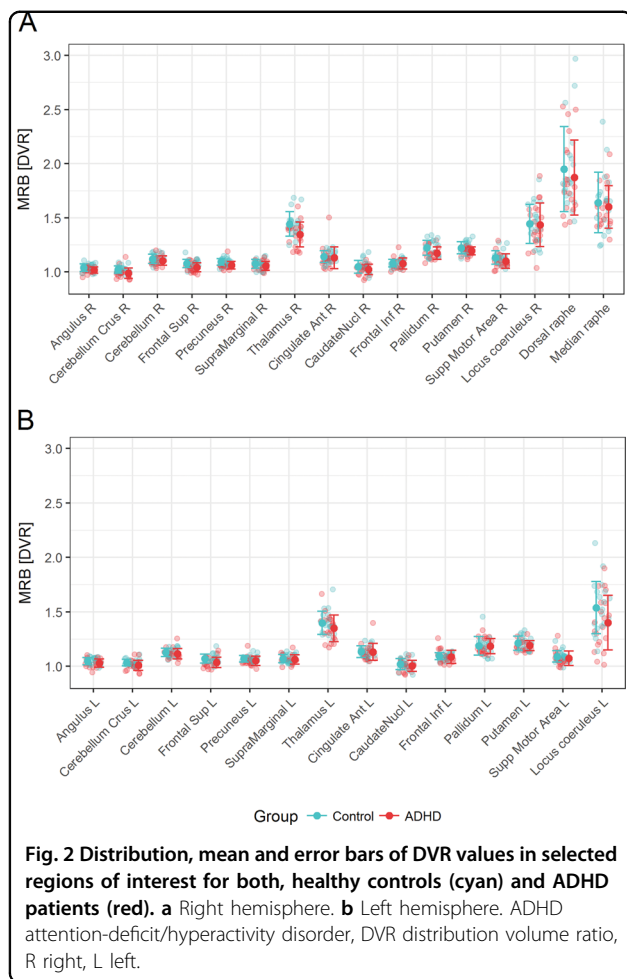 A
3.0
2.5
2.0
1.5
1.0
MRB [DVR]
Angulus R
Cerebellum Crus R
Cerebellum R
Frontal Sup R
Precuneus R
SupraMarginal R
Thalamus R
Cingulate Ant R
CaudateNucl R
Frontal Inf R
Pallidum R
Putamen R
Supp Motor Area R
Locus coeruleus R
Dorsal raphe
Median raphe
B
3.0
2.5
2.0
1.5
1.0
MRB [DVR]
Angulus L
Cerebellum Crus L
Cerebellum L
Frontal Sup L
Precuneus L
SupraMarginal L
Thalamus L
Cingulate Ant L
CaudateNucl L
Frontal Inf L
Pallidum L
Putamen L
Supp Motor Area L
Locus coeruleus L
Group Control ADHD
Fig. 2 Distribution, mean and error bars of DVR values in selected
regions of interest for both, healthy controls (cyan) and ADHD
patients (red). a Right hemisphere. b Left hemisphere. ADHD
attention-deficit/hyperactivity disorder, DVR distribution volume ratio,
R right, L left.